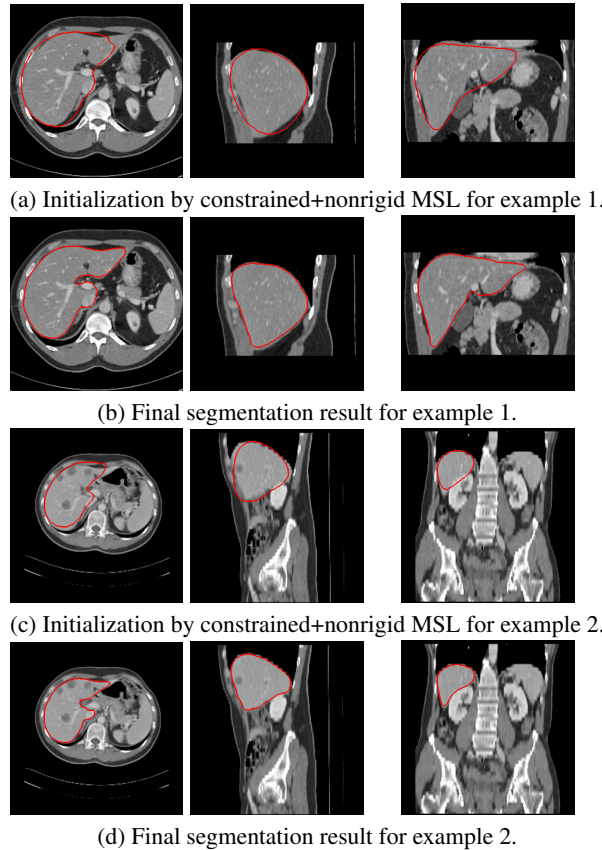 (a) Initialization by constrained+nonrigid MSL for example 1.
(b) Final segmentation result for example 1.
(c) Initialization by constrained+nonrigid MSL for example 2.
(d) Final segmentation result for example 2.